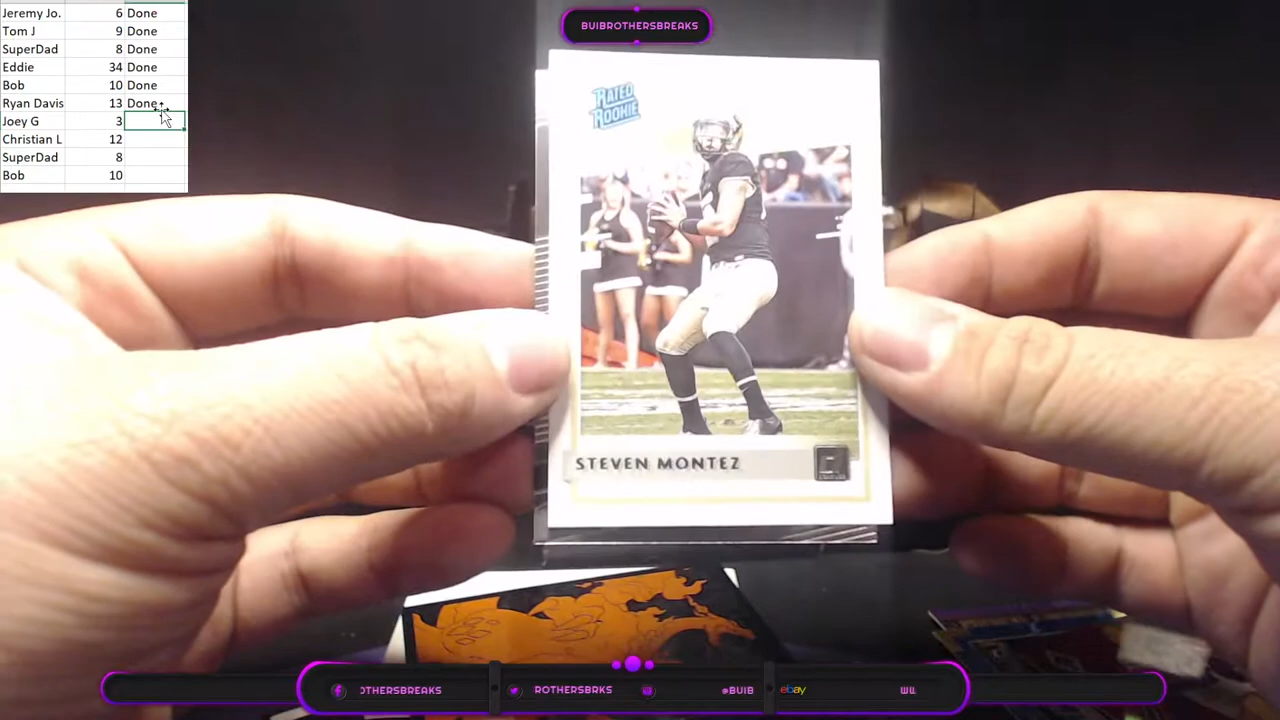 Jeremy Jo. 6 Done
Tom J 9 Done
SuperDad 8 Done
Eddie 34 Done
Bob 10 Done
Ryan Davis 13 Done
Joey G 3
Christian L 12
SuperDad 8
Bob 10
BUIBROTHERSBREAKS
RATED
ROOKIE
STEVEN MONTEZ
OTHERSBREAKS
ROTHERSBRKS
@BUIB
ebay